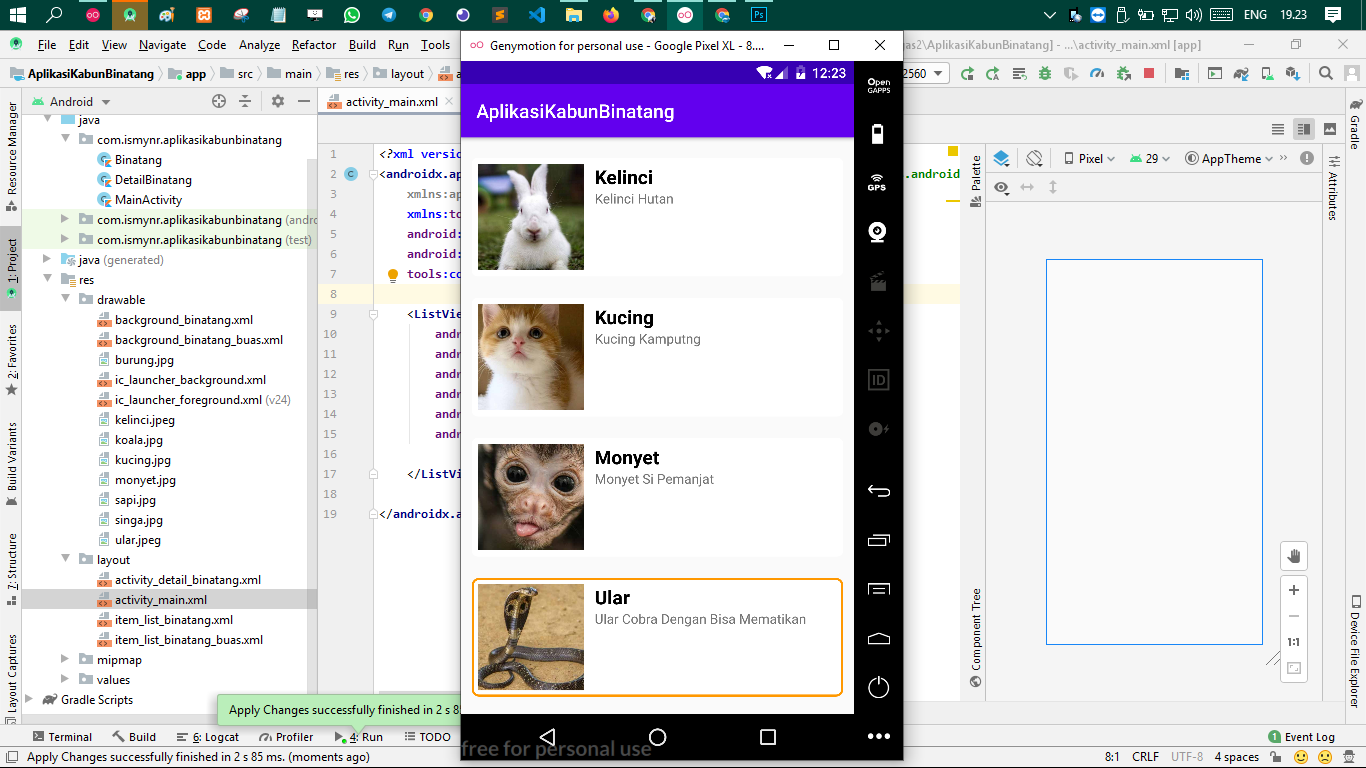 ENG
19.23
File Edit View Navigate Code Analyze Refactor Build Run Tools
Genymotion for personal use - Google Pixel XL - 8....
\AplikasiKabunBinatang] - ...\activity_main.xml [app]
AplikasiKabunBinatang
app
src
main
res
layout
2560
Android
activity_main.xml
java
com.ismynr.aplikasikabunbinatang
Binatang
DetailBinatang
MainActivity
com.ismynr.aplikasikabunbinatang
com.ismynr.aplikasikabunbinatang (test)
java (generated)
res
drawable
background_binatang.xml
background_binatang_buas.xml
burung.jpg
ic_launcher_background.xml
ic_launcher_foreground.xml (v24)
kelinci.jpeg
koala.jpg
kucing.jpg
monyet.jpg
sapi.jpg
singa.jpg
ular.jpeg
layout
activity_detail_binatang.xml
activity_main.xml
item_list_binatang.xml
item_list_binatang_buas.xml
mipmap
values
Gradle Scripts
Resource Manager
1: Project
2: Favorites
Build Variants
7: Structure
Layout Captures
1 <?xml versio
2 <androidx.ap
3 xmlns:ap
4 xmlns:to
5 android:
6 android:
7 tools:co
8
9 <ListVie
10 andr
11 andr
12 andr
13 andr
14 andr
15 andr
16
17 </ListVi
18
19 </androidx.a
.android
12:23
AplikasiKabunBinatang
Kelinci
Kelinci Hutan
Kucing
Kucing Kamputng
Monyet
Monyet Si Pemanjat
Ular
Ular Cobra Dengan Bisa Mematikan
free for personal use
Open
GAPPS
GPS
ID
Palette
Component Tree
Pixel
29
AppTheme
Attributes
Gradle
Device File Explorer
1:1
Apply Changes successfully finished in 2 s 8
Terminal
Build
6: Logcat
Profiler
4: Run
TODO
1 Event Log
Apply Changes successfully finished in 2 s 85 ms. (moments ago)
8:1 CRLF UTF-8 4 spaces